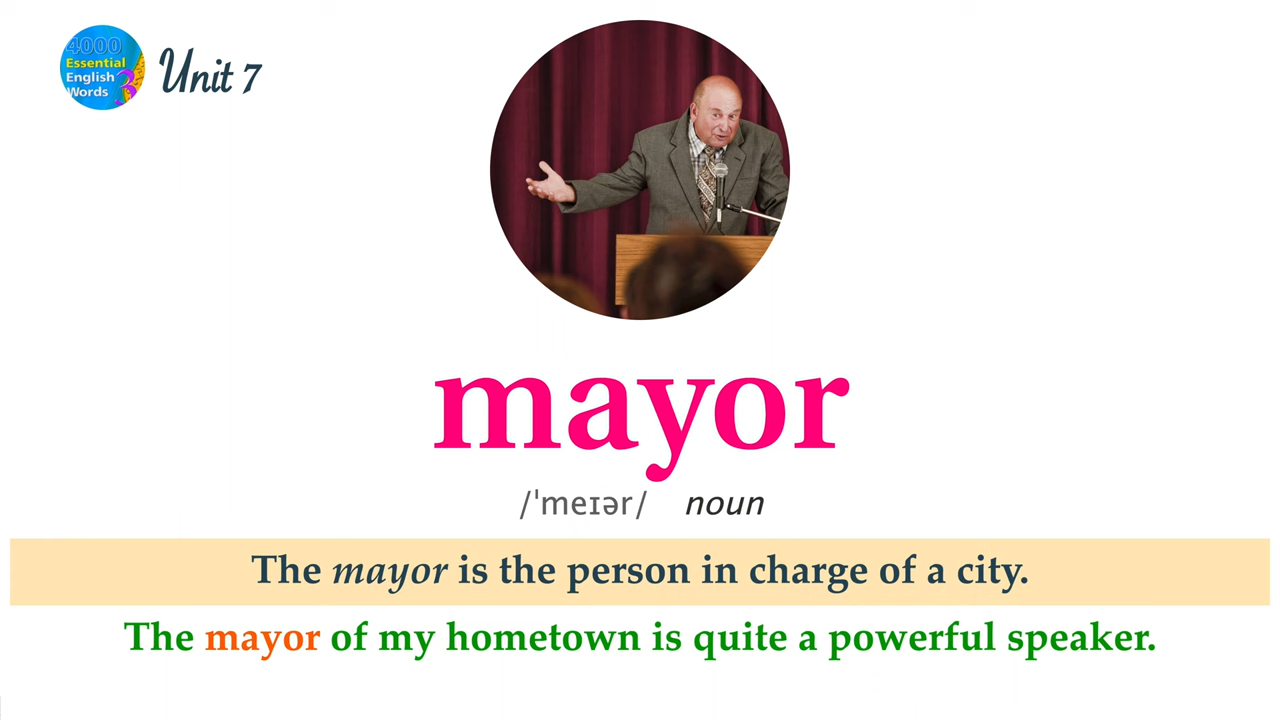 4000
Essential
English
Words 3
Unit 7
mayor
/ˈmeɪər/ noun
The mayor is the person in charge of a city.
The mayor of my hometown is quite a powerful speaker.